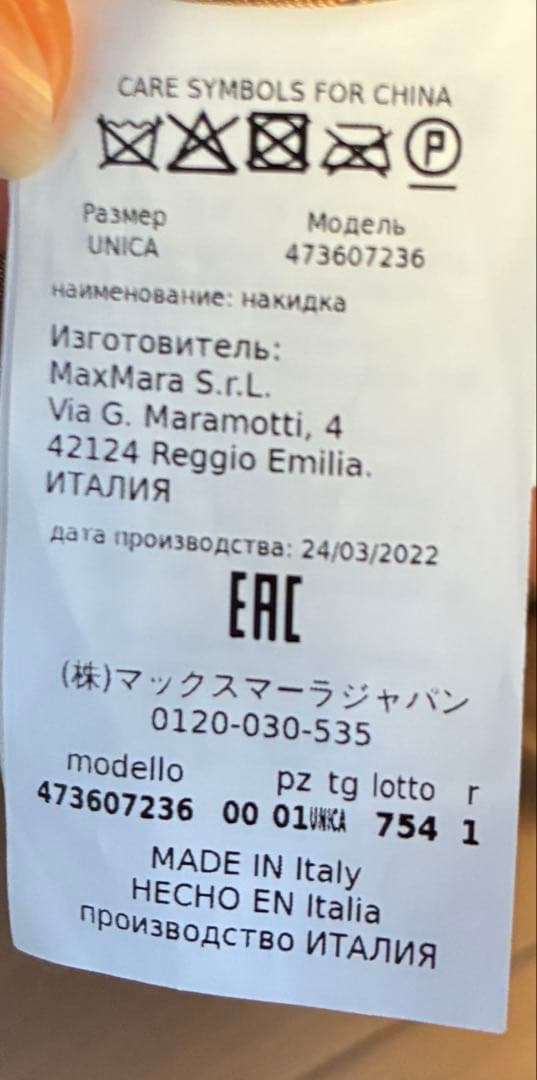 CARE SYMBOLS FOR CHINA
P
Размер Модель
UNICA 473607236
наименование: накидка
Изготовитель:
MaxMara S.r.L.
Via G. Maramotti, 4
42124 Reggio Emilia.
ИТАЛИЯ
дата производства: 24/03/2022
EAC
(株)マックスマーラジャパン
0120-030-535
modello pz tg lotto r
473607236 00 01 UNICA 754 1
MADE IN Italy
HECHO EN Italia
производство ИТАЛИЯ